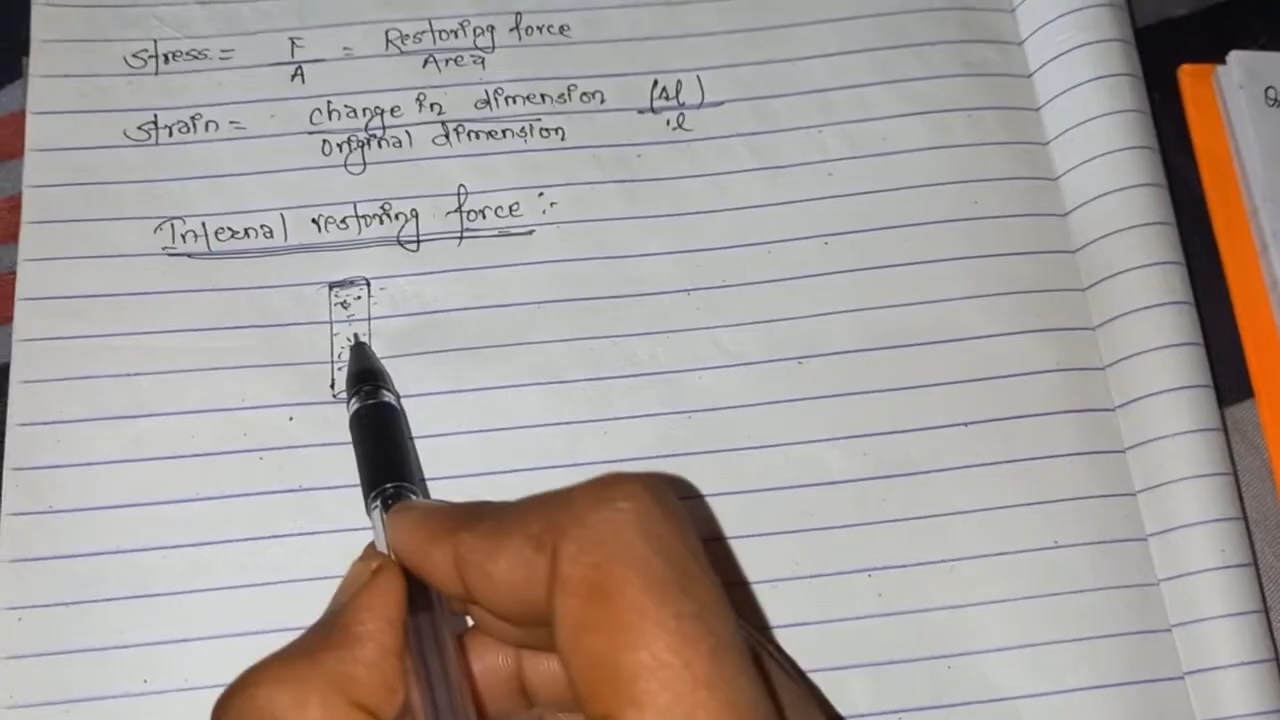 Stress = F/A = Restoring force/Area
Strain = change in dimension/original dimension (Δl)/l
Internal restoring force :-
Q